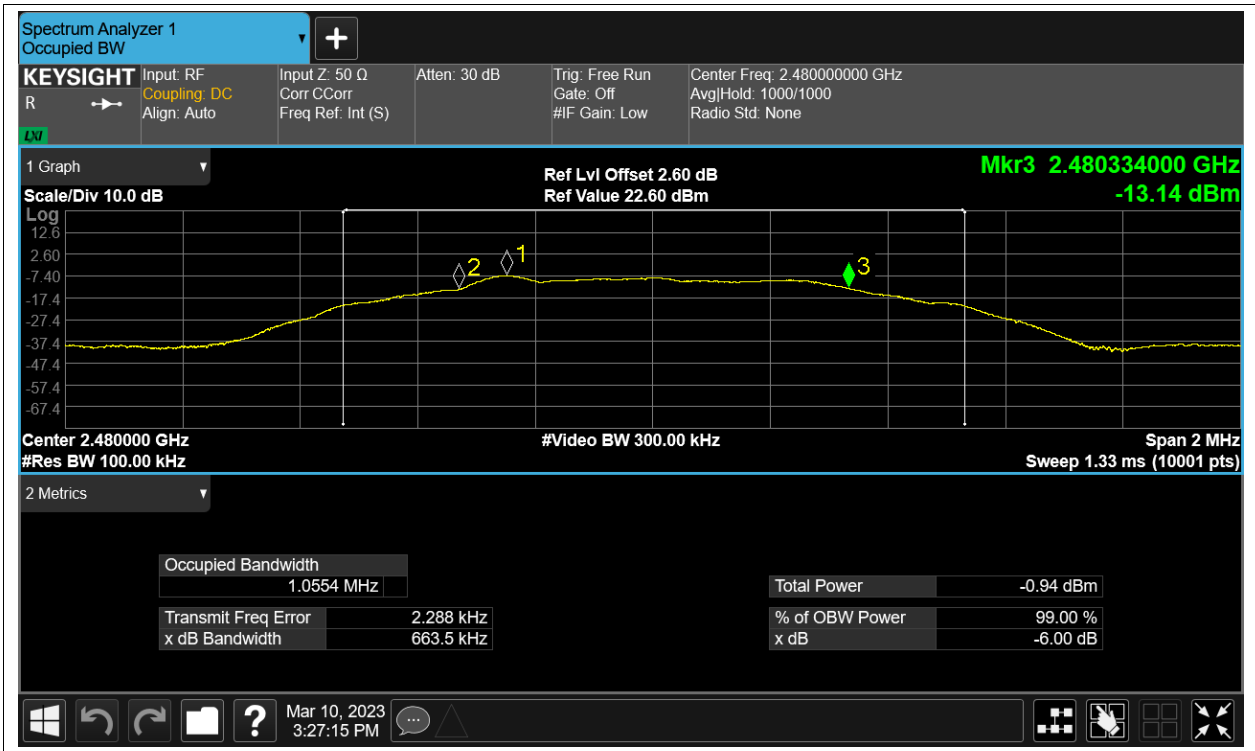 Spectrum Analyzer 1
Occupied BW
KEYSIGHT
R
LXI
Input: RF
Coupling: DC
Align: Auto
Input Z: 50 Ω
Corr CCorr
Freq Ref: Int (S)
Atten: 30 dB
Trig: Free Run
Gate: Off
#IF Gain: Low
Center Freq: 2.480000000 GHz
Avg|Hold: 1000/1000
Radio Std: None
1 Graph
Scale/Div 10.0 dB
Ref Lvl Offset 2.60 dB
Ref Value 22.60 dBm
Mkr3 2.480334000 GHz
-13.14 dBm
Log
12.6
2.60
-7.40
-17.4
-27.4
-37.4
-47.4
-57.4
-67.4
2
1
3
Center 2.480000 GHz
#Res BW 100.00 kHz
#Video BW 300.00 kHz
Span 2 MHz
Sweep 1.33 ms (10001 pts)
2 Metrics
Occupied Bandwidth
1.0554 MHz
Transmit Freq Error 2.288 kHz
x dB Bandwidth 663.5 kHz
Total Power -0.94 dBm
% of OBW Power 99.00 %
x dB -6.00 dB
?
Mar 10, 2023
3:27:15 PM